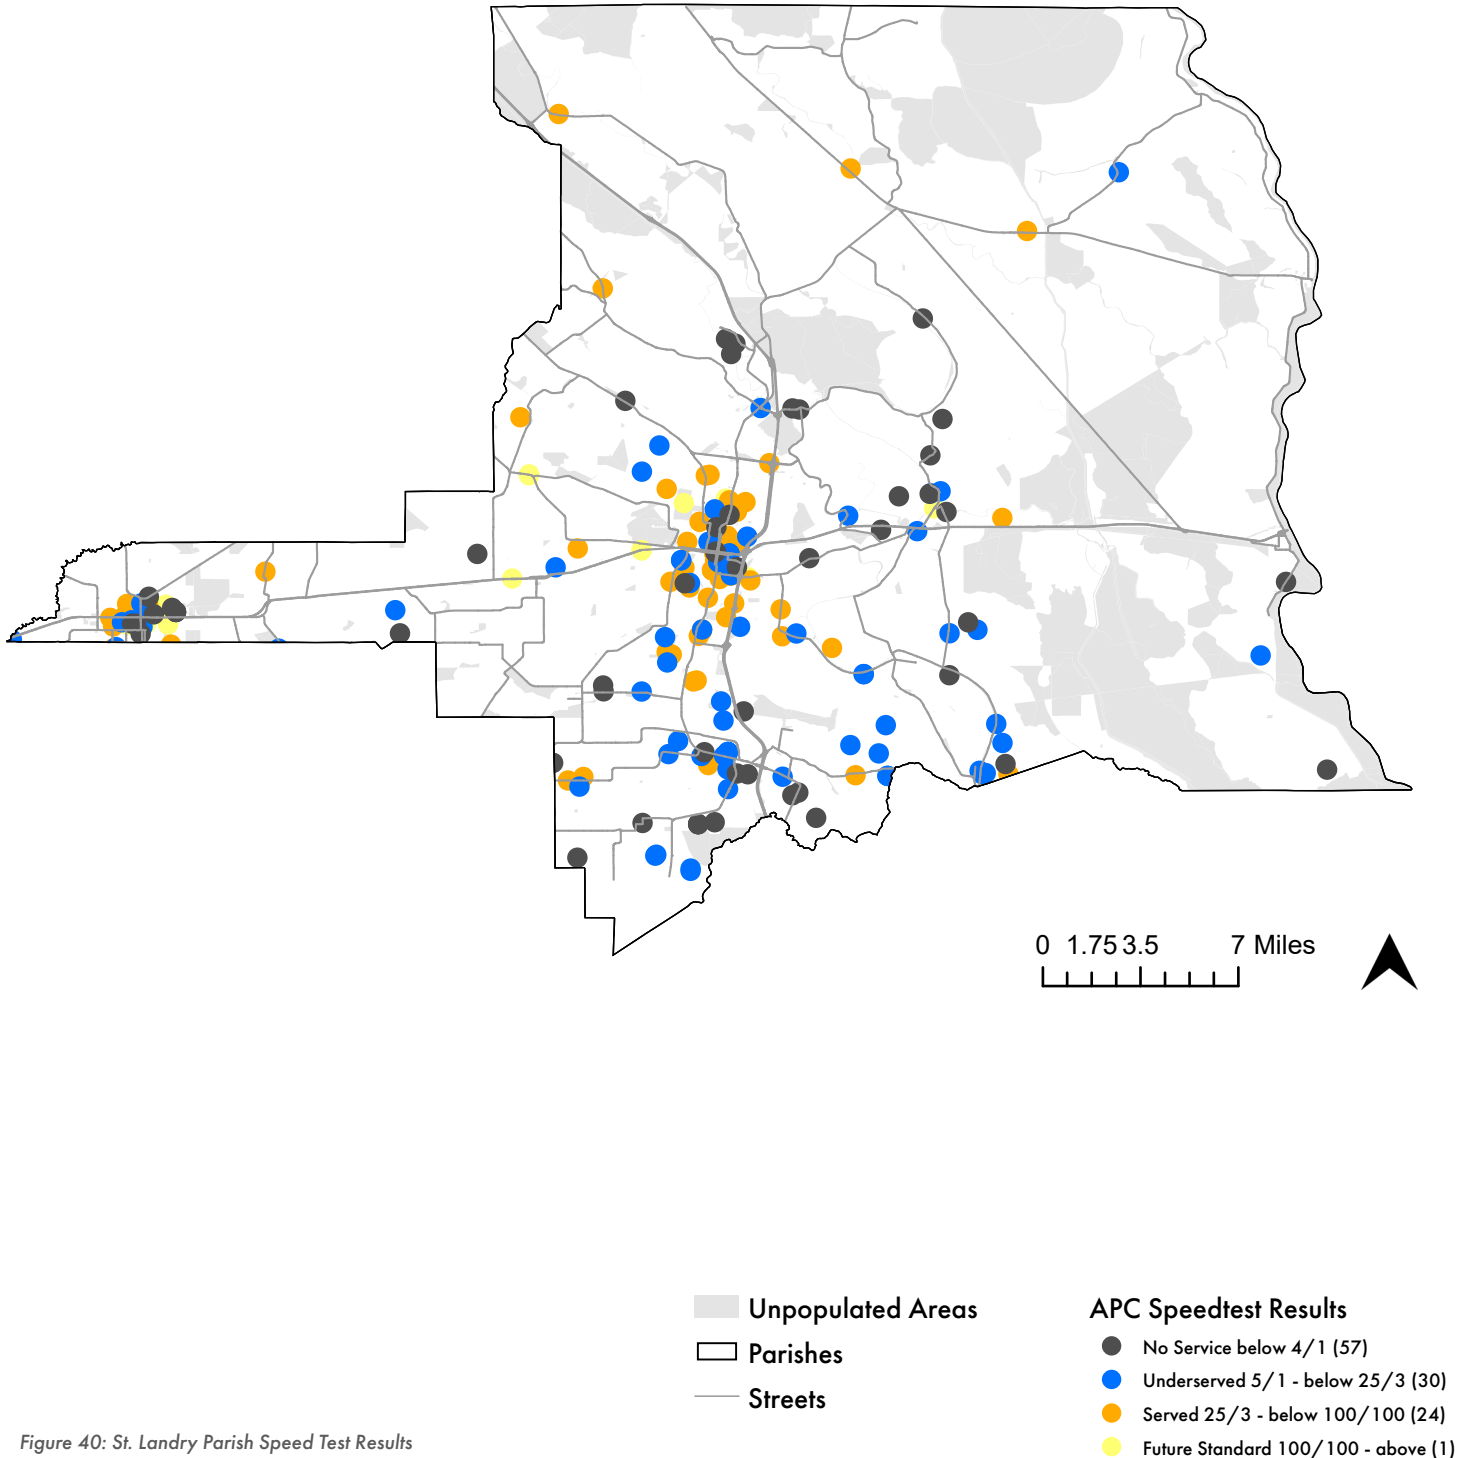 0 1.75 3.5 7 Miles
Unpopulated Areas
Parishes
Streets
APC Speedtest Results
No Service below 4/1 (57)
Underserved 5/1 - below 25/3 (30)
Served 25/3 - below 100/100 (24)
Future Standard 100/100 - above (1)
Figure 40: St. Landry Parish Speed Test Results